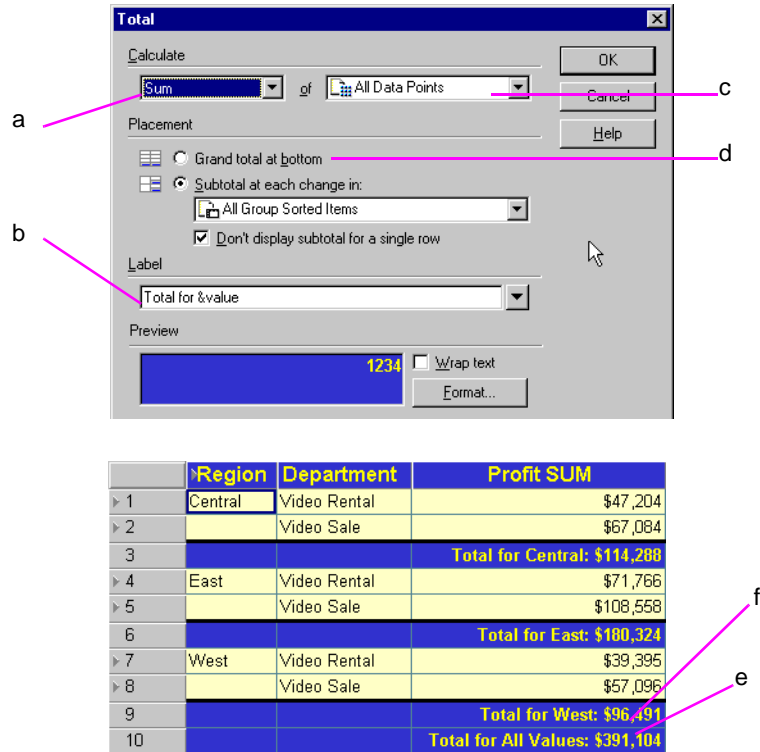 Total
Calculate
OK
Sum of All Data Points
Cancel
c
a
Placement
Help
Grand total at bottom
d
Subtotal at each change in:
All Group Sorted Items
b
Don't display subtotal for a single row
Label
Total for &value
Preview
1234
Wrap text
Format...
Region Department Profit SUM
1 Central Video Rental $47,204
2 Video Sale $67,084
3 Total for Central: $114,288
4 East Video Rental $71,766
f
5 Video Sale $108,558
6 Total for East: $180,324
7 West Video Rental $39,395
e
8 Video Sale $57,096
9 Total for West: $96,491
10 Total for All Values: $391,104